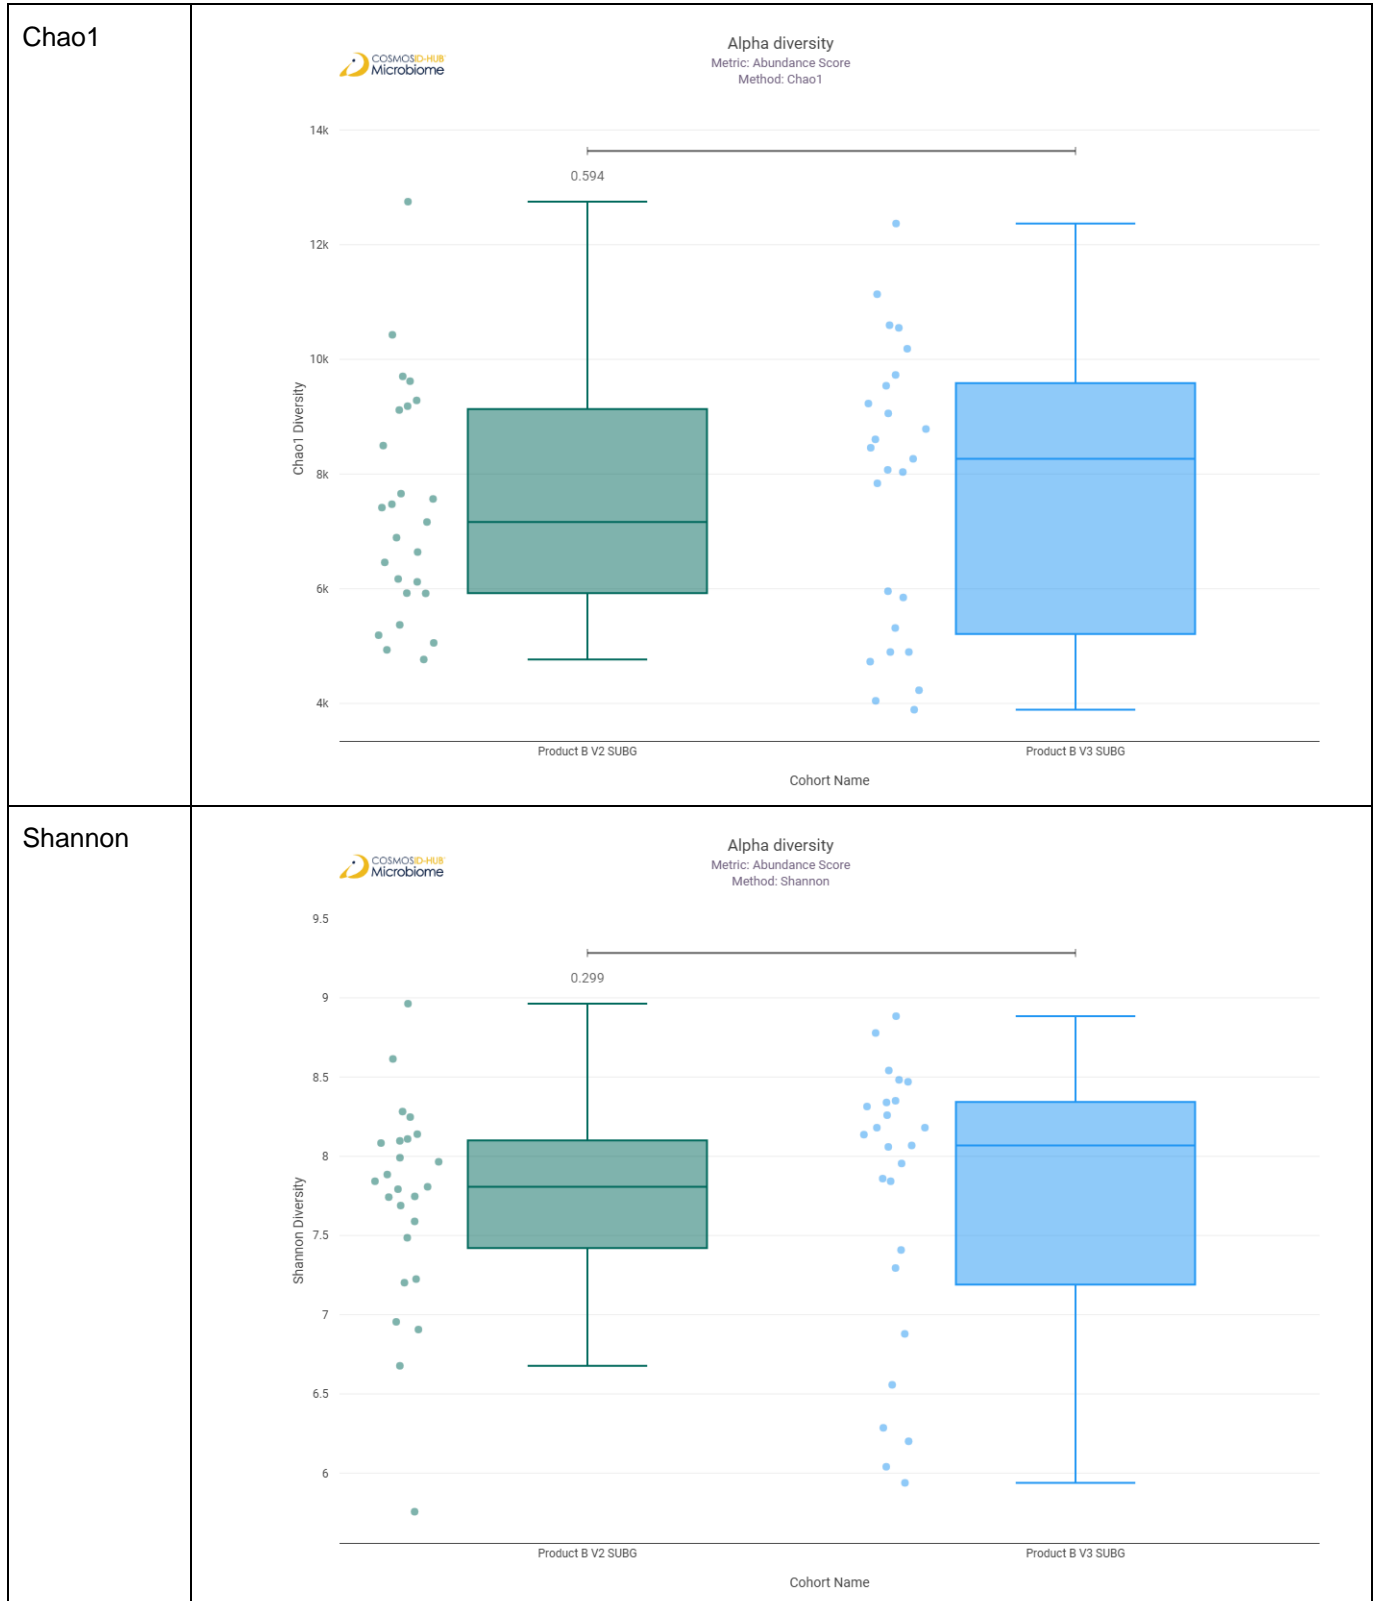 Chao1
COSMOSID-HUB
Microbiome
Alpha diversity
Metric: Abundance Score
Method: Chao1
14k
0.594
12k
10k
8k
6k
4k
Chao1 Diversity
Product B V2 SUBG
Product B V3 SUBG
Cohort Name
Shannon
COSMOSID-HUB
Microbiome
Alpha diversity
Metric: Abundance Score
Method: Shannon
9.5
0.299
9
8.5
8
7.5
7
6.5
6
Shannon Diversity
Product B V2 SUBG
Product B V3 SUBG
Cohort Name